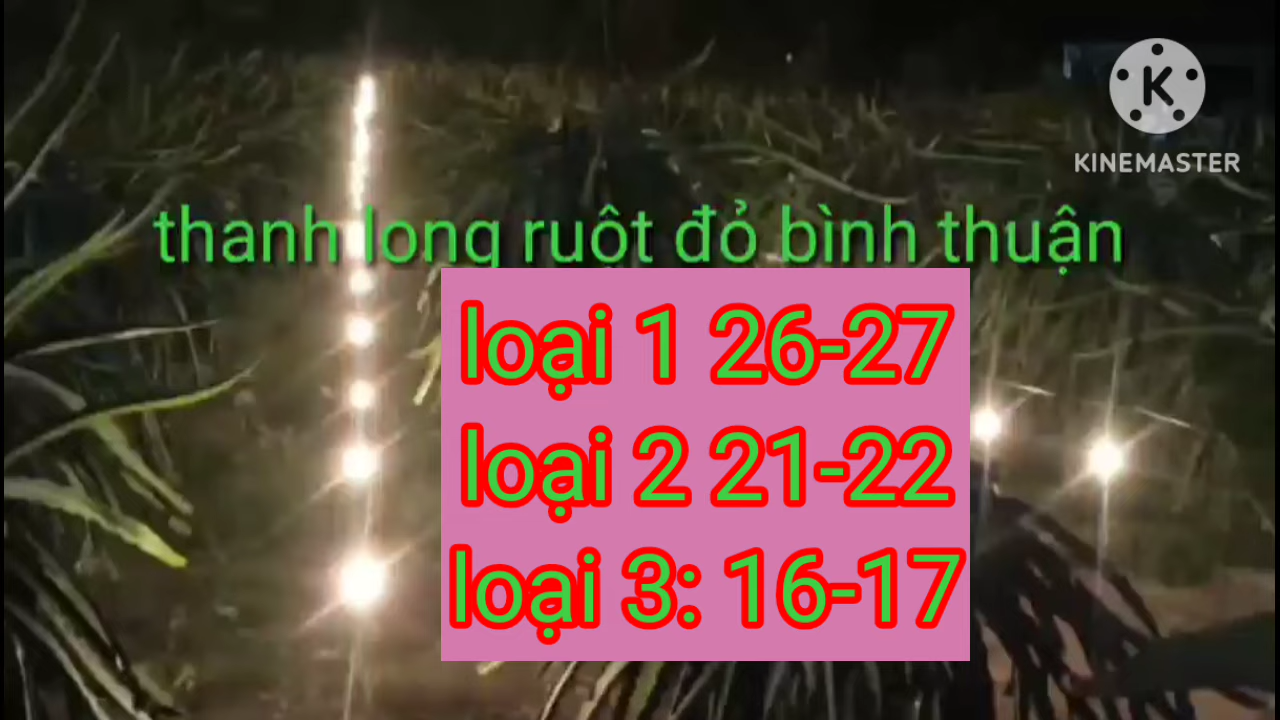 K
KINEMASTER
thanh long ruột đỏ bình thuận
loại 1 26-27
loại 2 21-22
loại 3: 16-17